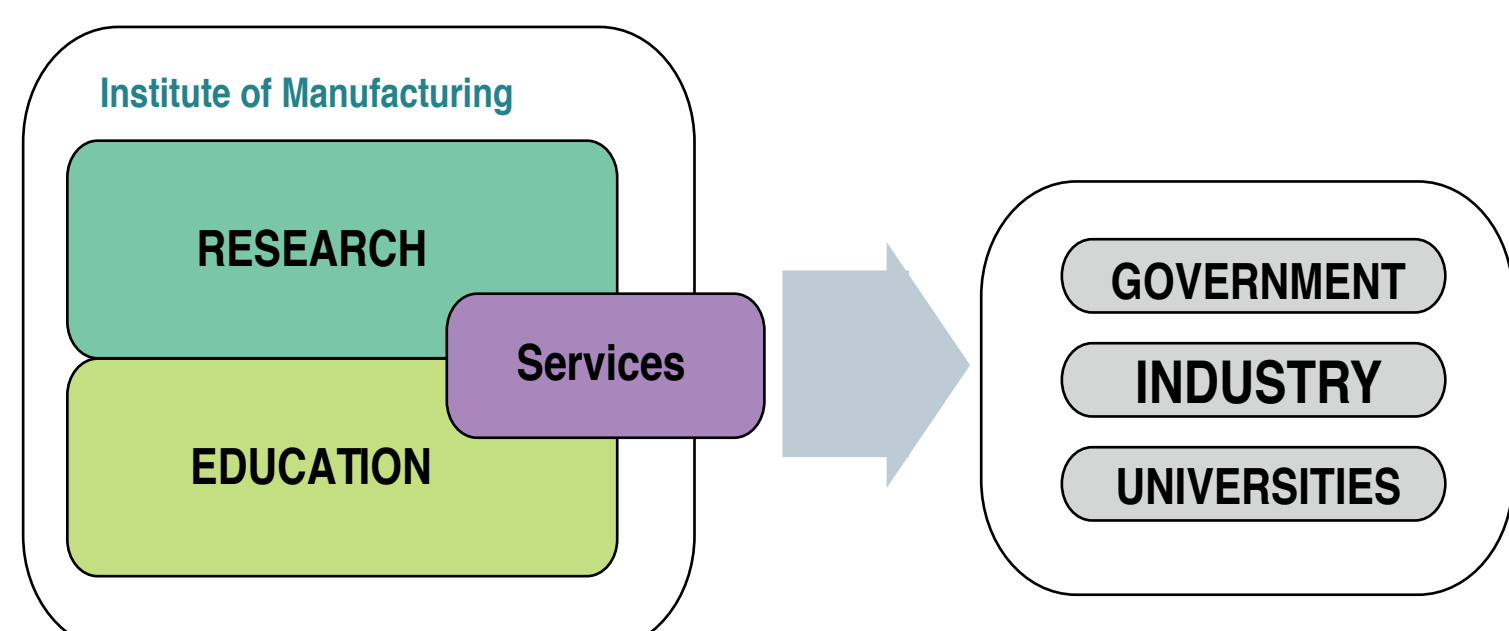 Institute of Manufacturing
RESEARCH
Services
EDUCATION
GOVERNMENT
INDUSTRY
UNIVERSITIES